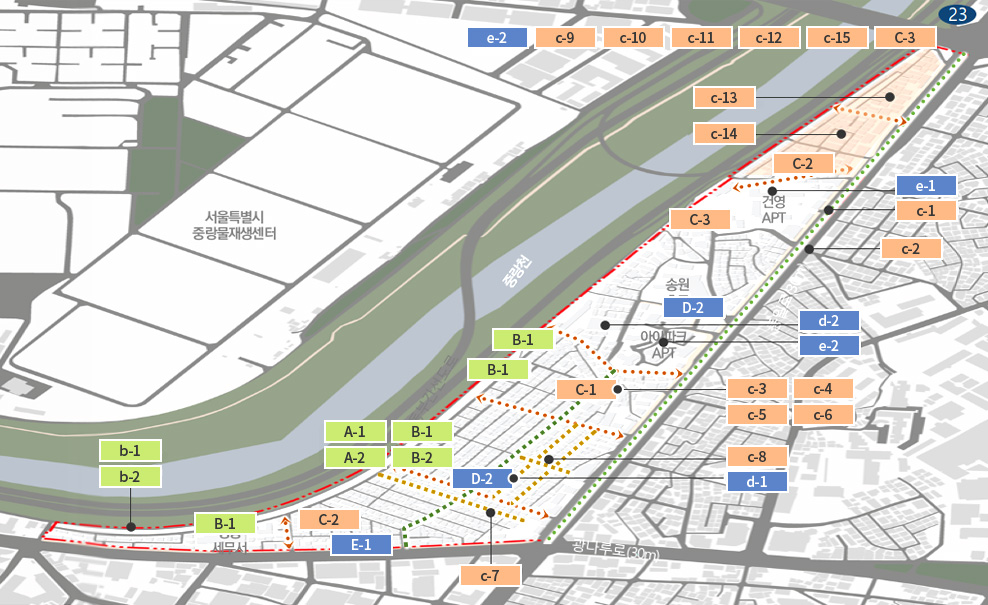 23
e-2 c-9 c-10 c-11 c-12 c-15 C-3
c-13
c-14
C-2
e-1
건영
APT
c-1
서울특별시
중랑물재생센터
C-3
c-2
중랑천
송원
D-2
d-2
B-1
아이파크
APT
e-2
B-1
C-1
c-3 c-4
c-5 c-6
A-1 B-1
A-2 B-2
b-1
b-2
c-8
D-2
d-1
B-1
C-2
세무서
E-1
광나루로(30m)
c-7